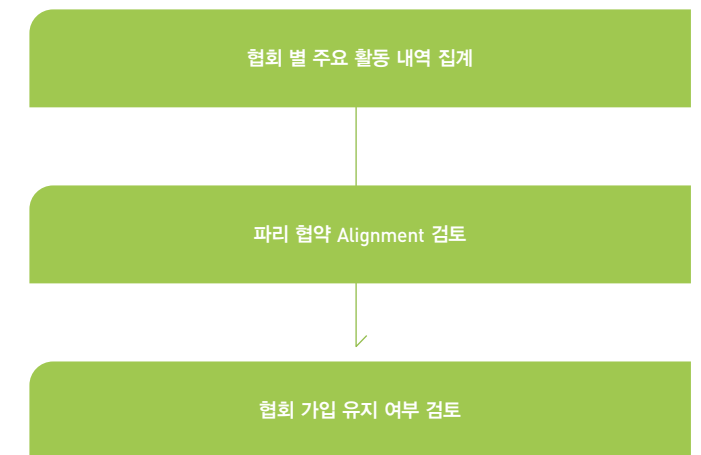 협회 별 주요 활동 내역 집계
파리 협약 Alignment 검토
협회 가입 유지 여부 검토